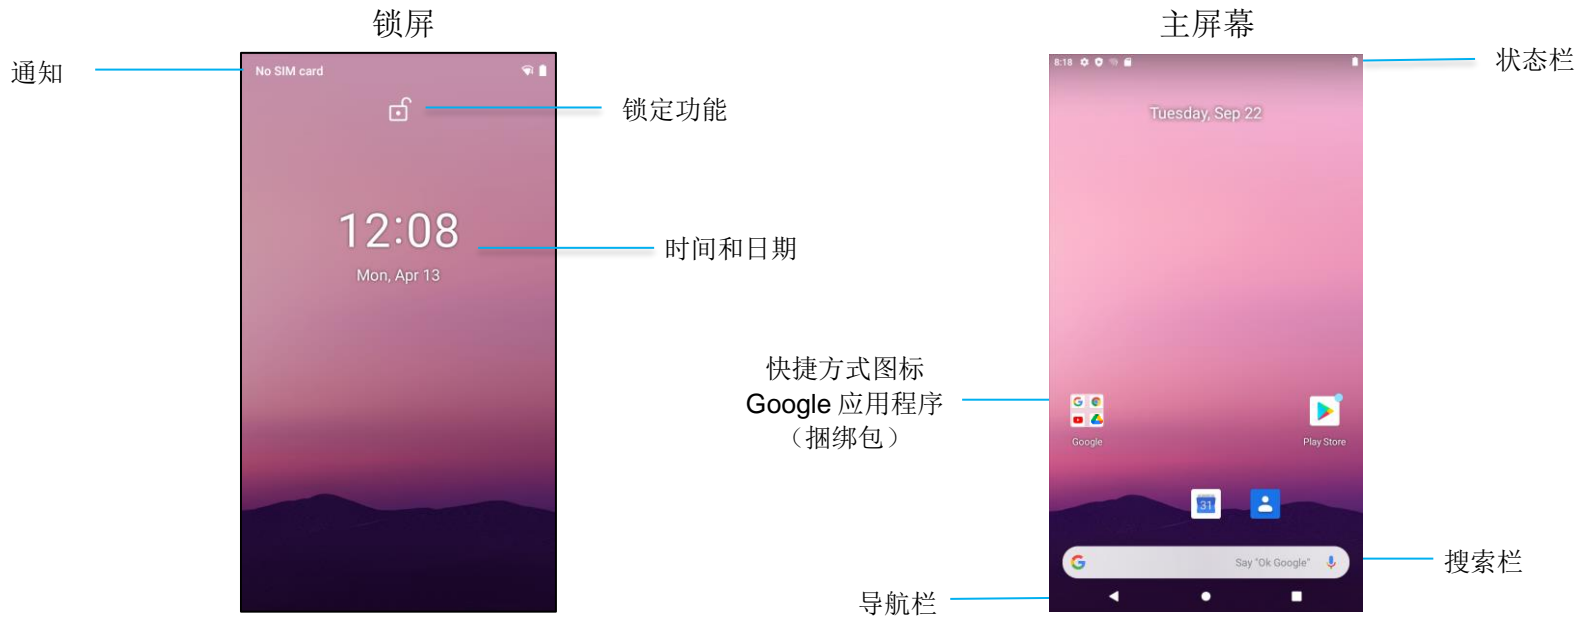 锁屏
主屏幕
通知
No SIM card
锁定功能
12:08
时间和日期
Mon, Apr 13
8:18
状态栏
Tuesday, Sep 22
快捷方式图标
Google 应用程序
（捆绑包）
Google
Play Store
31
Say "Ok Google"
搜索栏
导航栏